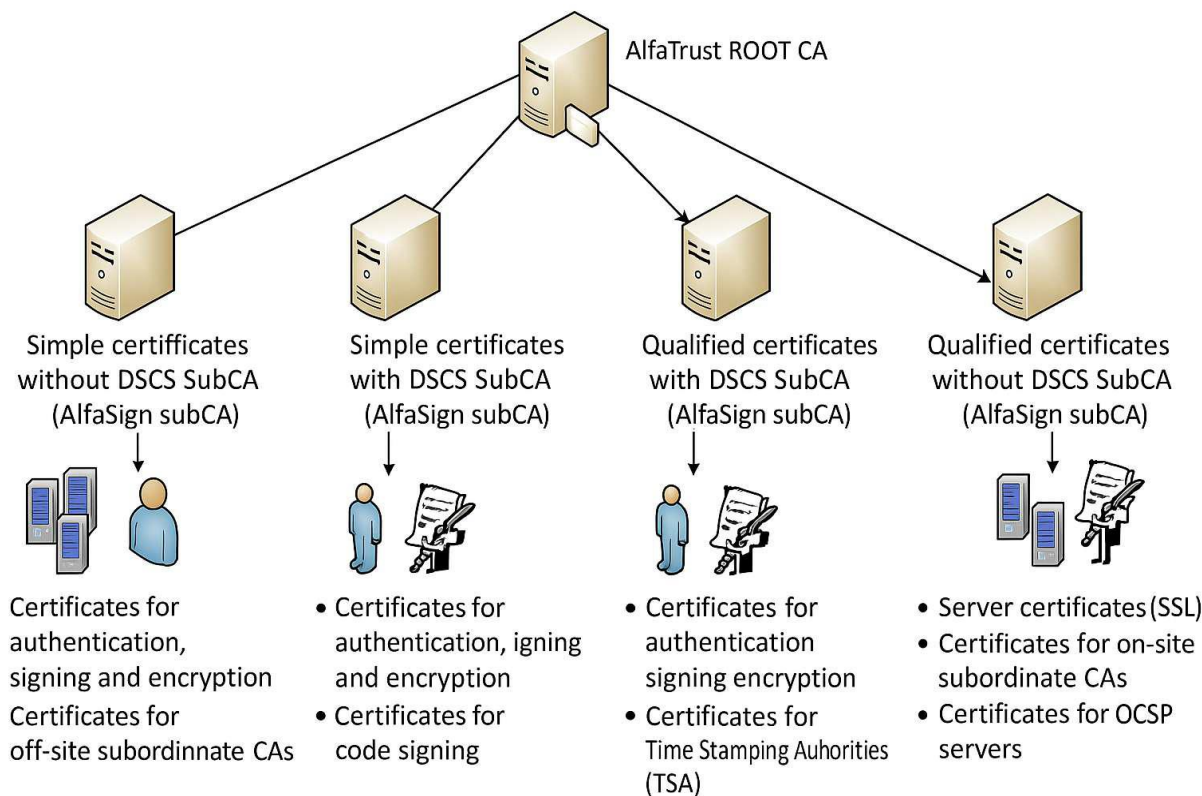 AlfaTrust ROOT CA
Simple certifficates
without DSCS SubCA
(AlfaSign subCA)
Simple certificates
with DSCS SubCA
(AlfaSign subCA)
Qualified certificates
with DSCS SubCA
(AlfaSign subCA)
Qualified certificates
without DSCS SubCA
(AlfaSign subCA)
Certificates for
authentication,
signing and encryption
Certificates for
off-site subordinnate CAs
• Certificates for
authentication, igning
and encryption
• Certificates for
code signing
• Certificates for
authentication
signing encryption
• Certificates for
Time Stamping Auhorities
(TSA)
• Server certificates (SSL)
• Certificates for on-site
subordinate CAs
• Certificates for OCSP
servers